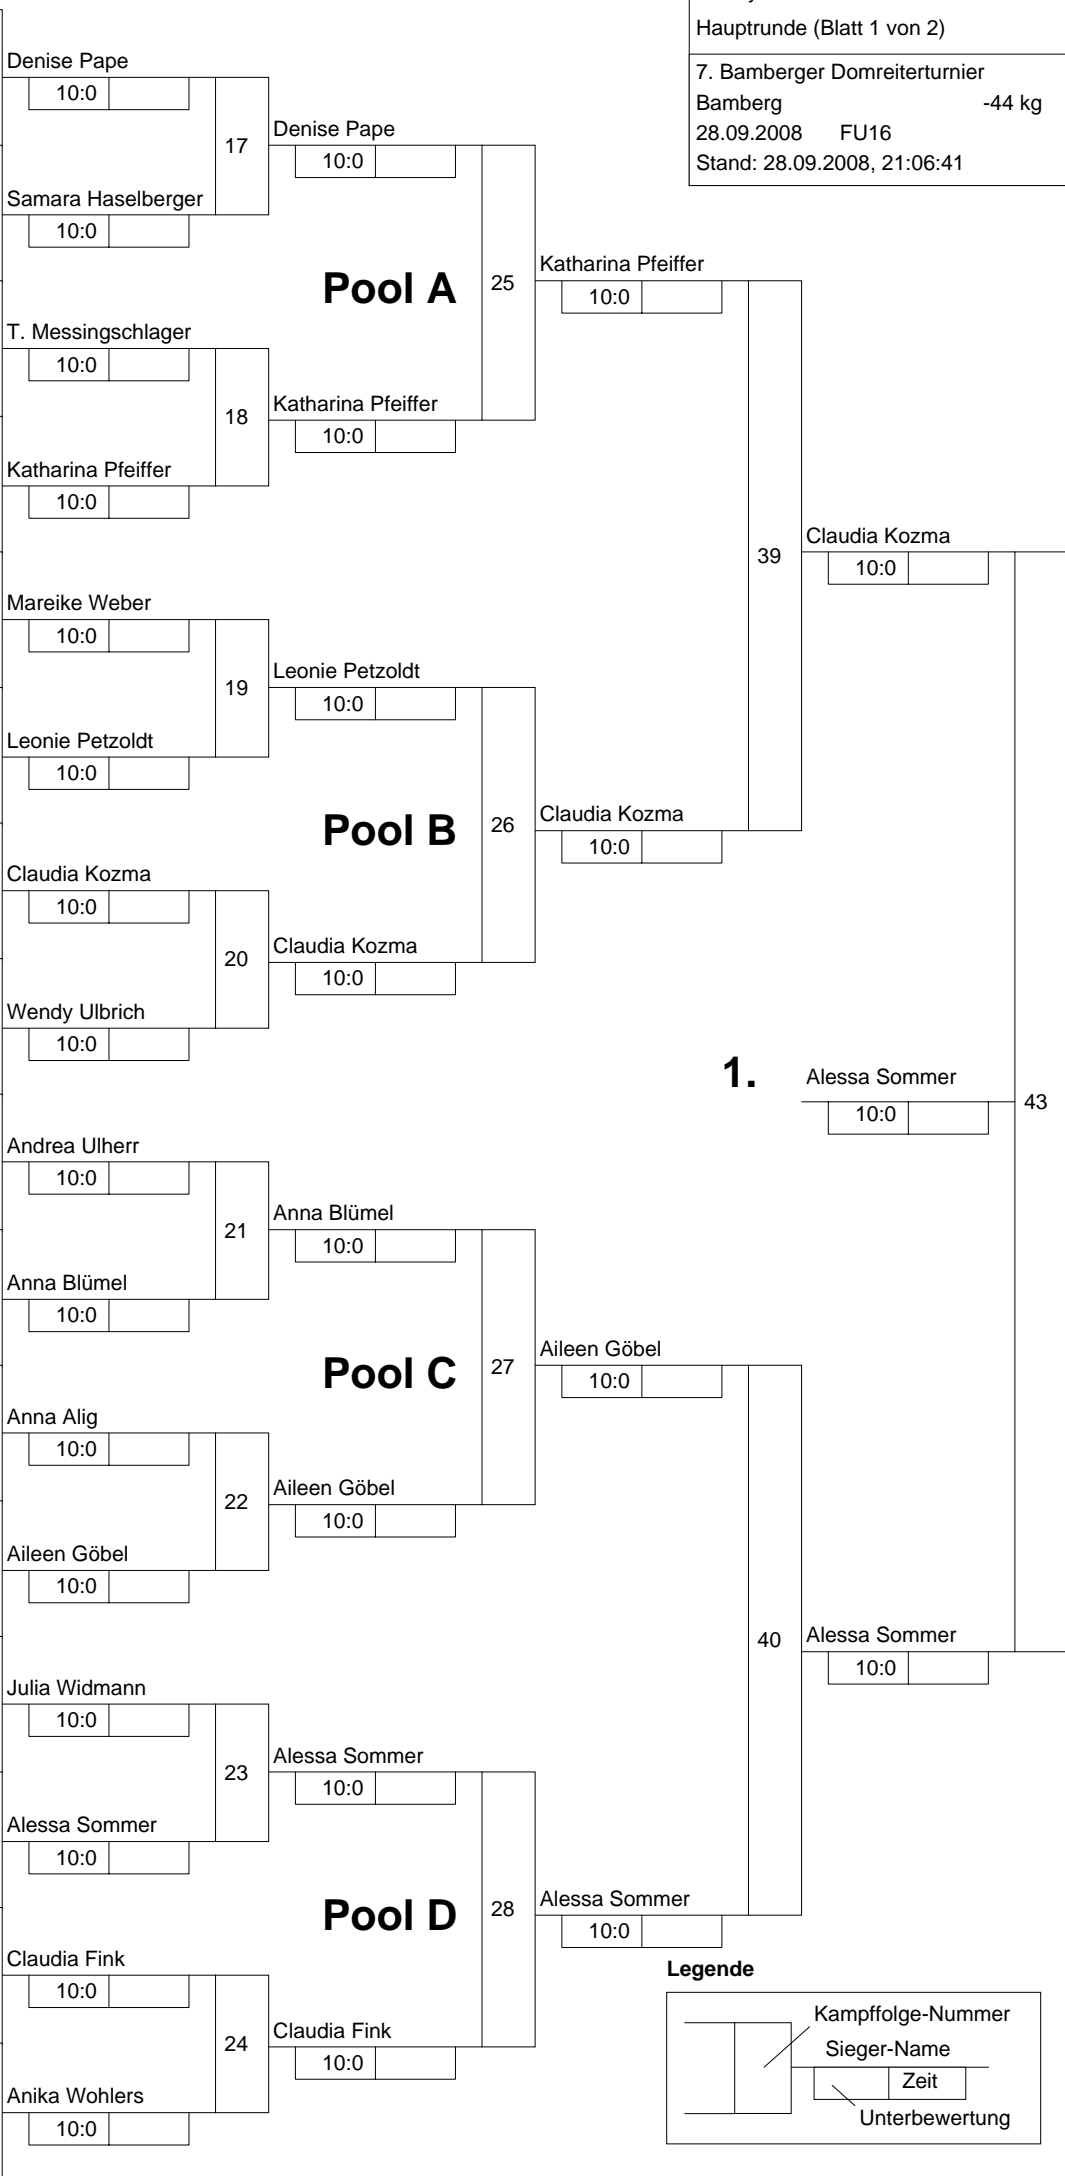 Hauptrunde (Blatt 1 von 2)
7. Bamberger Domreiterturnier
Bamberg -44 kg
28.09.2008 FU16
Stand: 28.09.2008, 21:06:41
Denise Pape
10:0
17
Denise Pape
10:0
Samara Haselberger
10:0
Pool A
25
Katharina Pfeiffer
10:0
T. Messingschlager
10:0
18
Katharina Pfeiffer
10:0
Katharina Pfeiffer
10:0
39
Claudia Kozma
10:0
Mareike Weber
10:0
19
Leonie Petzoldt
10:0
Leonie Petzoldt
10:0
Pool B
26
Claudia Kozma
10:0
Claudia Kozma
10:0
20
Claudia Kozma
10:0
Wendy Ulbrich
10:0
1.
Alessa Sommer
10:0
43
Andrea Ulherr
10:0
21
Anna Blümel
10:0
Anna Blümel
10:0
Pool C
27
Aileen Göbel
10:0
Anna Alig
10:0
22
Aileen Göbel
10:0
Aileen Göbel
10:0
40
Alessa Sommer
10:0
Julia Widmann
10:0
23
Alessa Sommer
10:0
Alessa Sommer
10:0
Pool D
28
Alessa Sommer
10:0
Claudia Fink
10:0
24
Claudia Fink
10:0
Anika Wohlers
10:0
Legende
Kampffolge-Nummer
Sieger-Name
Zeit
Unterbewertung